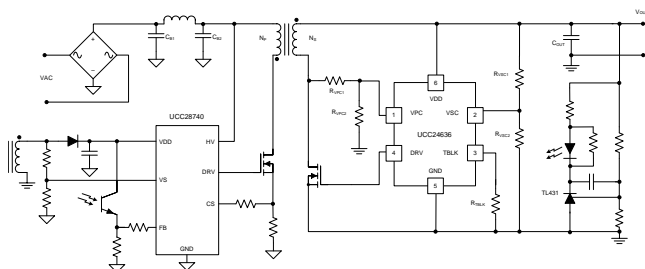 VOUT
NP
NS
CB1
CB2
COUT
VAC
RVPC1
RVPC2
RVSC1
RVSC2
6
VDD
1
VPC
VSC
2
UCC24636
4
DRV
TBLK
3
GND
5
RTBLK
TL431
UCC28740
VDD
HV
VS
DRV
CS
FB
GND